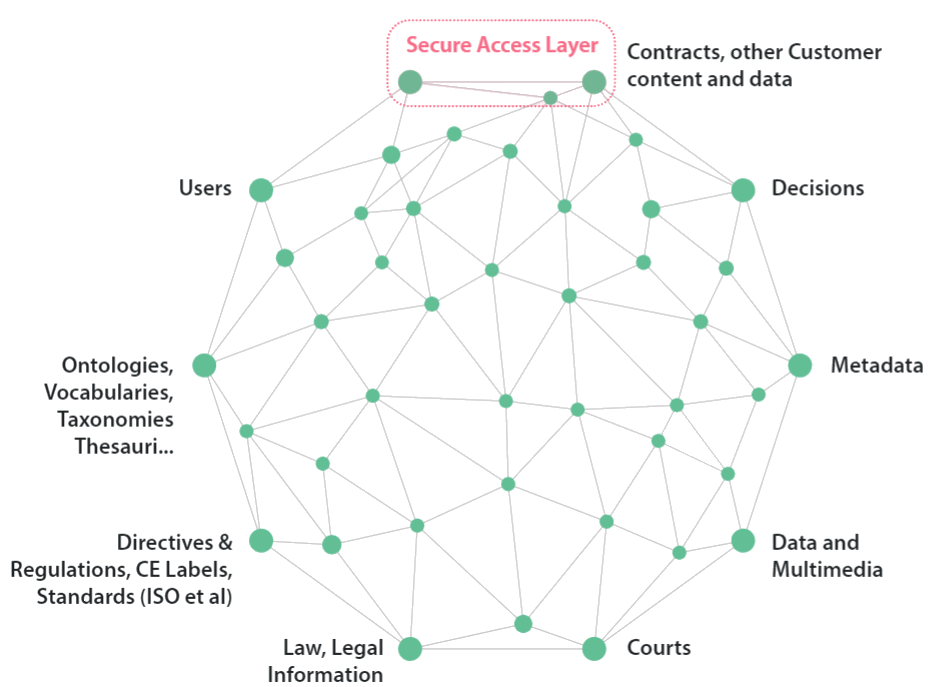 Secure Access Layer
Contracts, other Customer
content and data
Users
Decisions
Ontologies,
Vocabularies,
Taxonomies
Thesauri...
Metadata
Directives &
Regulations, CE Labels,
Standards (ISO et al)
Data and
Multimedia
Law, Legal
Information
Courts